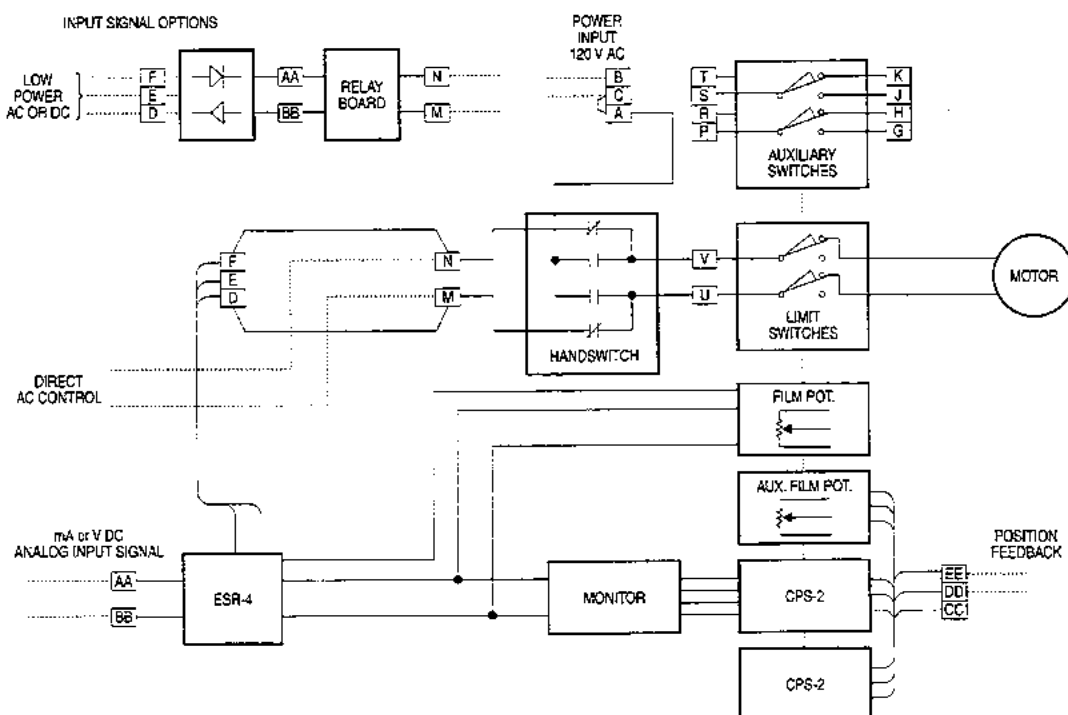 INPUT SIGNAL OPTIONS
LOW
POWER
AC OR DC
F
E
D
AA
BB
RELAY
BOARD
N
M
POWER
INPUT
120 V AC
B
C
A
T
S
R
P
K
J
H
G
AUXILIARY
SWITCHES
F
E
D
N
M
HANDSWITCH
V
U
LIMIT
SWITCHES
MOTOR
DIRECT
AC CONTROL
FILM POT.
AUX. FILM POT.
mA or V DC
ANALOG INPUT SIGNAL
AA
BB
ESR-4
MONITOR
CPS-2
POSITION
FEEDBACK
EE
DD
CC
CPS-2